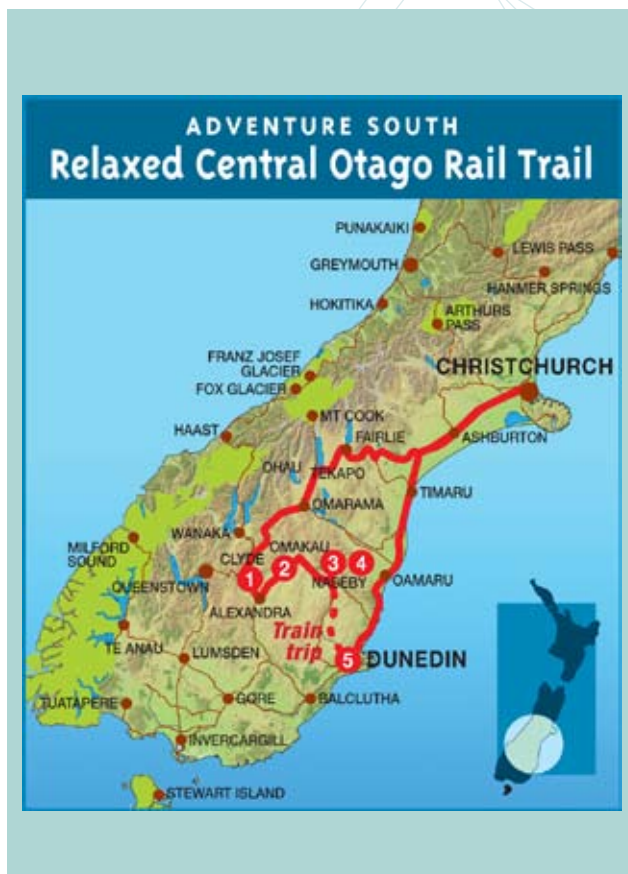 ADVENTURE SOUTH
Relaxed Central Otago Rail Trail
PUNAKAIKI
LEWIS PASS
GREYMOUTH
HANMER SPRINGS
HOKITIKA
ARTHURS
PASS
FRANZ JOSEF
GLACIER
CHRISTCHURCH
FOX GLACIER
MT COOK
HAAST
FAIRLIE
ASHBURTON
OHAU
TEKAPO
TIMARU
OMARAMA
WANAKA
MILFORD
SOUND
CLYDE
OMAKAU
1
2
3
4
QUEENSTOWN
NASEBY
OAMARU
ALEXANDRA
Train
trip
5
DUNEDIN
TE ANAU
LUMSDEN
TUATAPERE
GORE
BALCLUTHA
INVERCARGILL
STEWART ISLAND